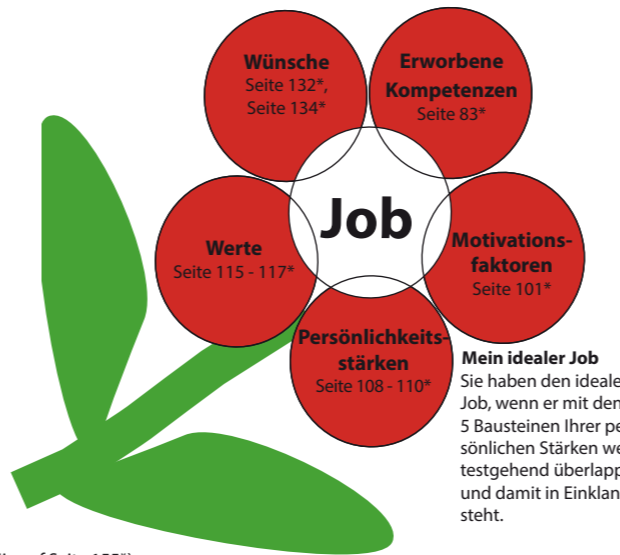 Wünsche
Seite 132*,
Seite 134*
Erworbene
Kompetenzen
Seite 83*
Job
Werte
Seite 115 - 117*
Motivations-
faktoren
Seite 101*
Persönlichkeits-
stärken
Seite 108 - 110*
Mein idealer Job
Sie haben den ideale
Job, wenn er mit den
5 Bausteinen Ihrer pe
sönlichen Stärken we
testgehend überlapp
und damit in Einklan
steht.